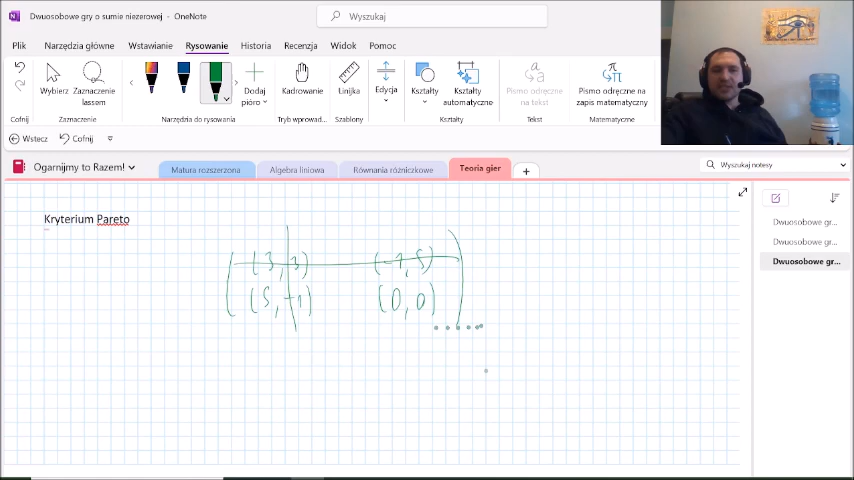 Dwuosobowe gry o sumie niezerowej - OneNote
Wyszukaj
Plik Narzędzia główne Wstawianie Rysowanie Historia Recenzja Widok Pomoc
Wybierz Zaznaczenie lassem Dodaj pióro Kadrowanie Linijka Edycja Kształty Kształty automatyczne Pismo odręczne na tekst Pismo odręczne na zapis matematyczny
Cofnij Zaznaczenie Narzędzia do rysowania Tryb wprowad... Szablony Kształty Tekst Matematyczne
Wstecz Cofnij
Ogarnijmy to Razem! Matura rozszerzona Algebra liniowa Równania różniczkowe Teoria gier + Wyszukaj notesy
Kryterium Pareto
(3, 3) (-1, 5)
(5, -1) (0, 0)
Dwuosobowe gr...
Dwuosobowe gr...
Dwuosobowe gr...